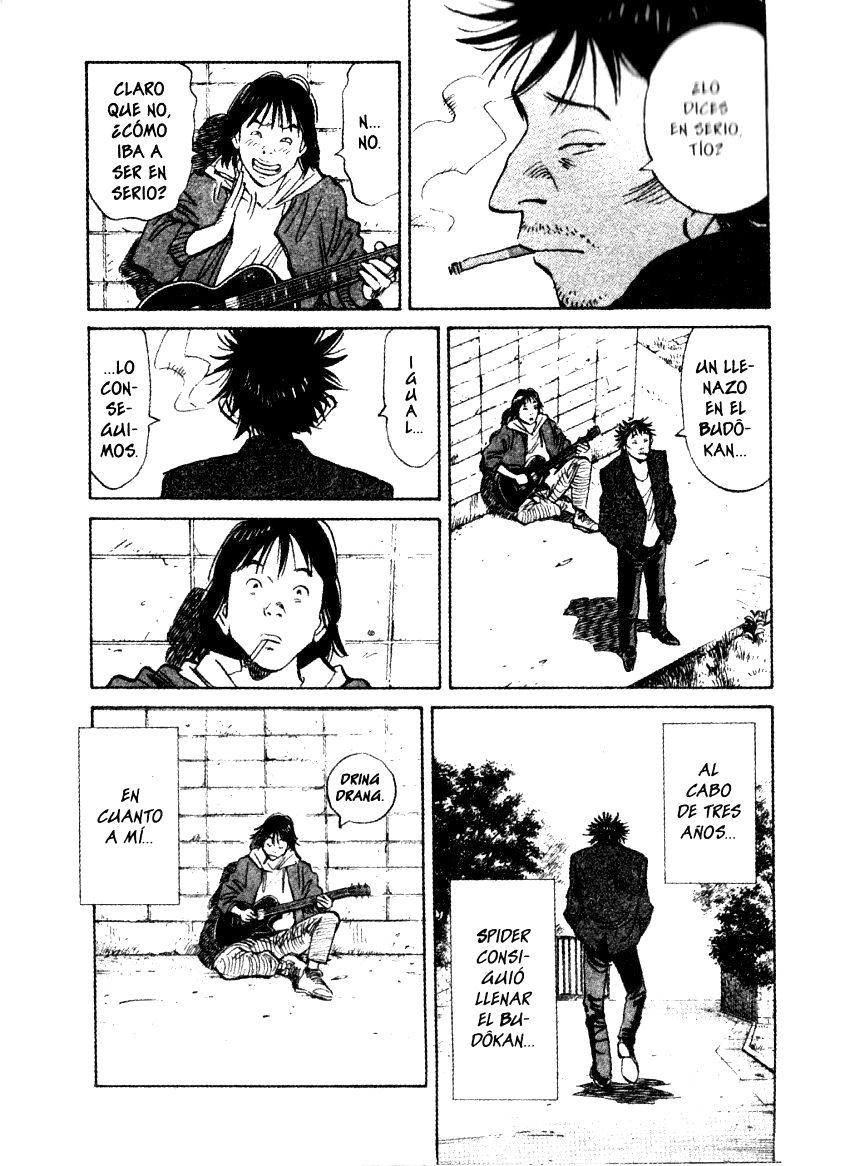 ¿LO
DICES
EN SERIO,
TÍO?
N...
NO.
CLARO
QUE NO,
¿CÓMO
IBA A
SER EN
SERIO?
UN LLE-
NAZO
EN EL
BUDÔ-
KAN...
IGUAL...
...LO
CON-
SE-
GUI-
MOS.
AL
CABO
DE TRES
AÑOS...
SPIDER
CONSI-
GUIÓ
LLENAR
EL BU-
DÔKAN...
DRING
DRANG.
EN
CUANTO
A MÍ...